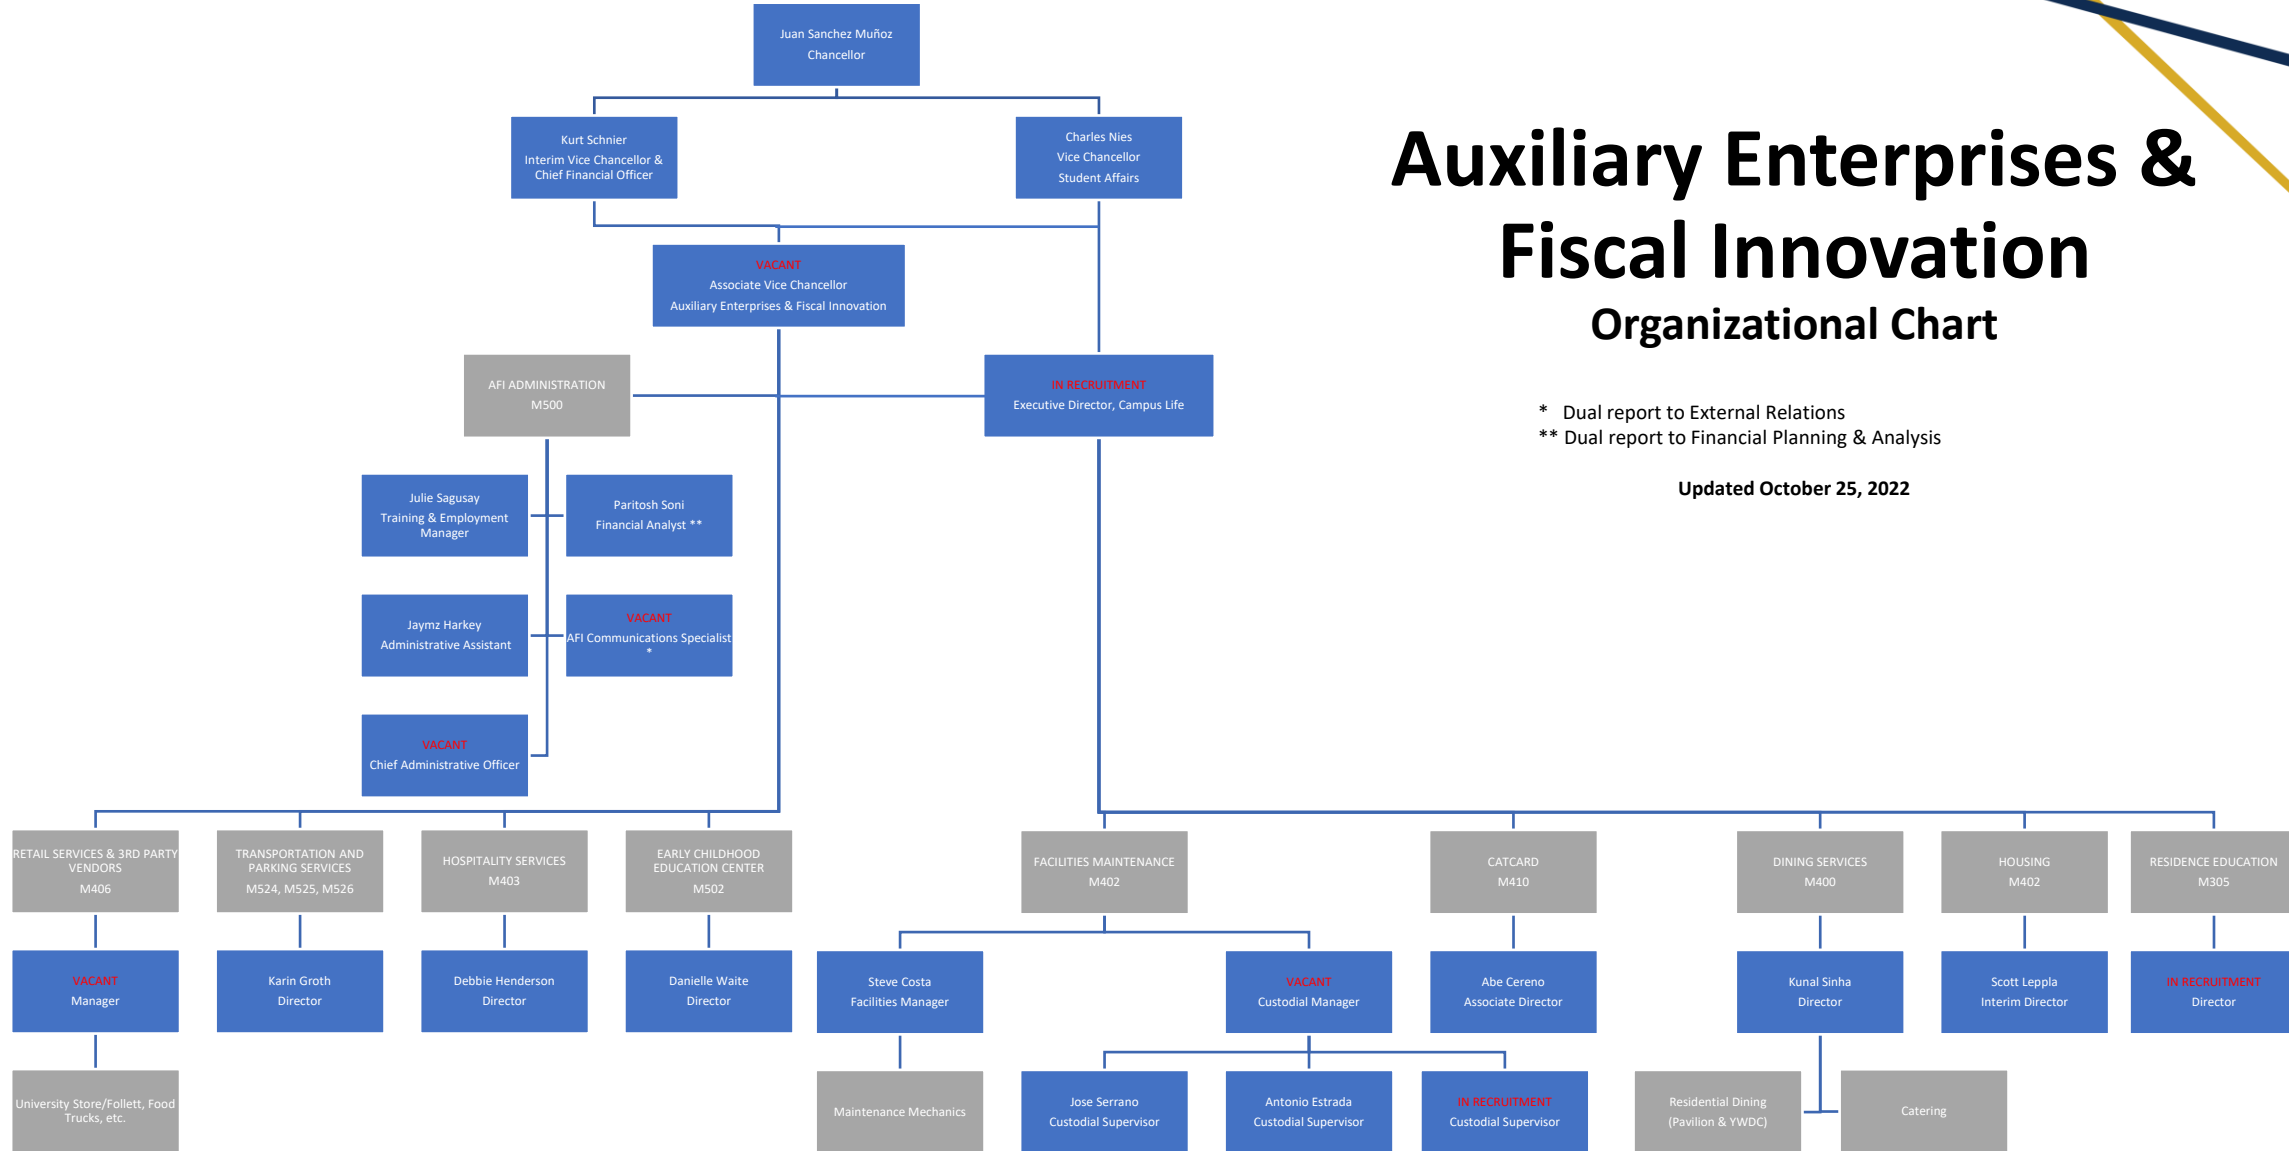 Juan Sanchez Muñoz
Chancellor
Kurt Schnier
Interim Vice Chancellor &
Chief Financial Officer
Charles Nies
Vice Chancellor
Student Affairs
Auxiliary Enterprises &
Fiscal Innovation
Organizational Chart
* Dual report to External Relations
** Dual report to Financial Planning & Analysis
Updated October 25, 2022
VACANT
Associate Vice Chancellor
Auxiliary Enterprises & Fiscal Innovation
AFI ADMINISTRATION
M500
IN RECRUITMENT
Executive Director, Campus Life
Julie Sagusay
Training & Employment
Manager
Paritosh Soni
Financial Analyst **
Jaymz Harkey
Administrative Assistant
VACANT
AFI Communications Specialist
*
VACANT
Chief Administrative Officer
RETAIL SERVICES & 3RD PARTY
VENDORS
M406
TRANSPORTATION AND
PARKING SERVICES
M524, M525, M526
HOSPITALITY SERVICES
M403
EARLY CHILDHOOD
EDUCATION CENTER
M502
FACILITIES MAINTENANCE
M402
CATCARD
M410
DINING SERVICES
M400
HOUSING
M402
RESIDENCE EDUCATION
M305
VACANT
Manager
Karin Groth
Director
Debbie Henderson
Director
Danielle Waite
Director
Steve Costa
Facilities Manager
VACANT
Custodial Manager
Abe Cereno
Associate Director
Kunal Sinha
Director
Scott Leppla
Interim Director
IN RECRUITMENT
Director
University Store/Follett, Food
Trucks, etc.
Maintenance Mechanics
Jose Serrano
Custodial Supervisor
Antonio Estrada
Custodial Supervisor
IN RECRUITMENT
Custodial Supervisor
Residential Dining
(Pavilion & YWDC)
Catering